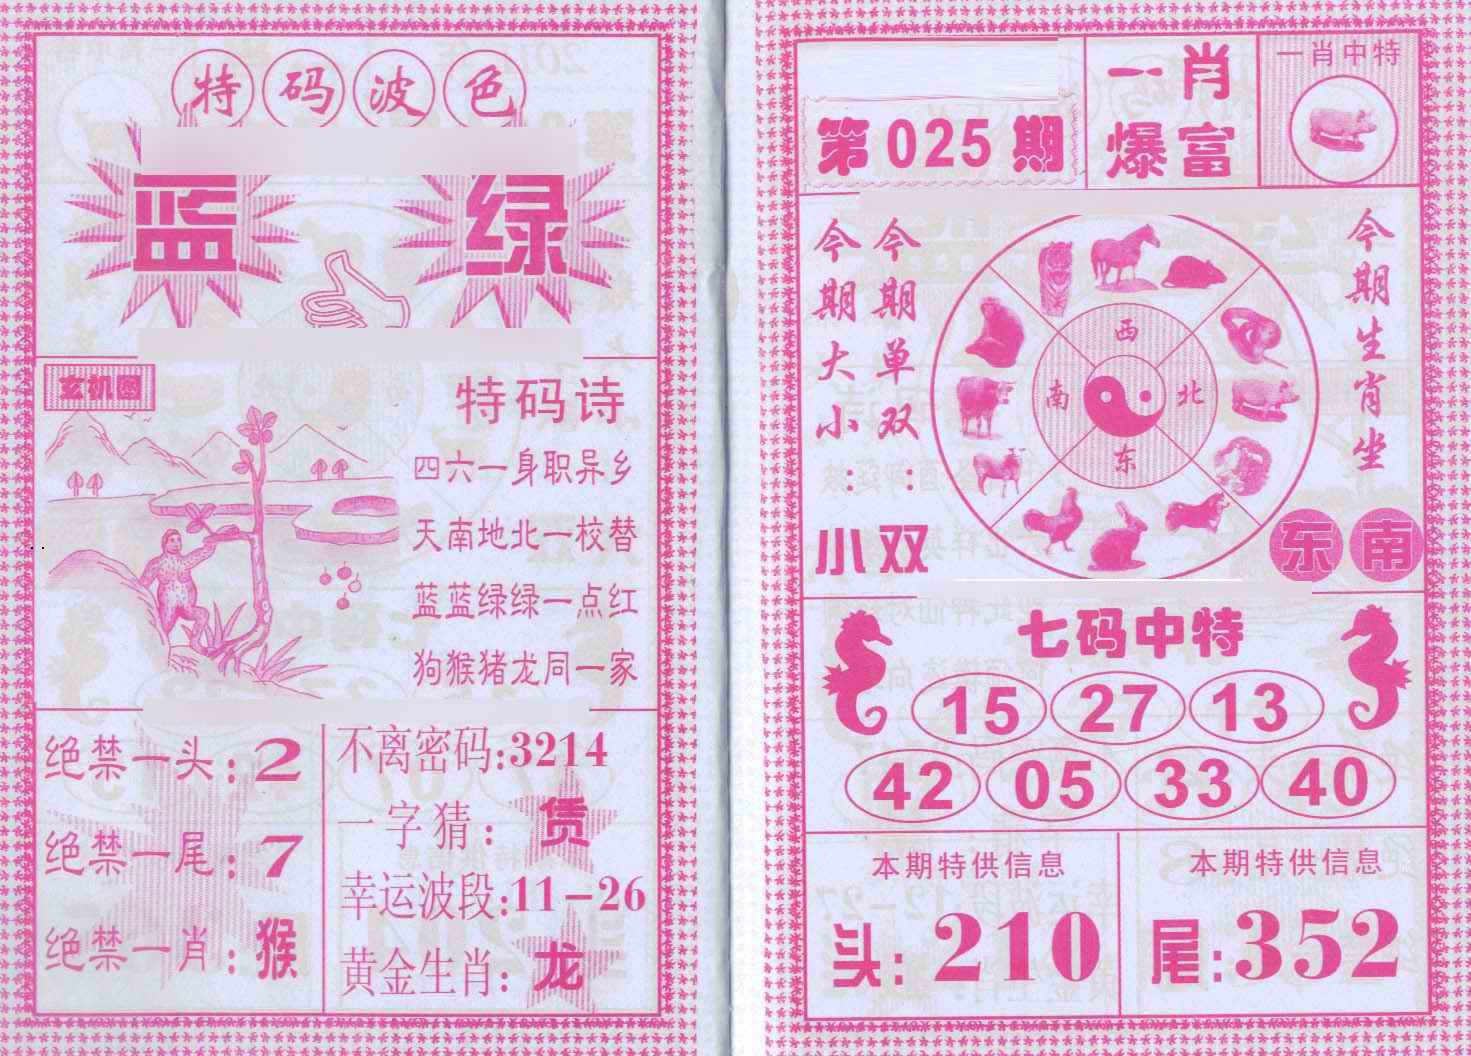 特码波色
蓝 绿
玄机图
特码诗
四六一身职异乡
天南地北一校替
蓝蓝绿绿一点红
狗猴猪龙同一家
绝禁一头:2
绝禁一尾:7
绝禁一肖:猴
不离密码:3214
一字猜:赁
幸运波段:11-26
黄金生肖:龙
第025期
一肖
爆富
一肖中特
今期大小:小
今期单双:双
西
南 北
东
今期生肖坐
东南
七码中特
15 27 13
42 05 33 40
本期特供信息
头:210
本期特供信息
尾:352